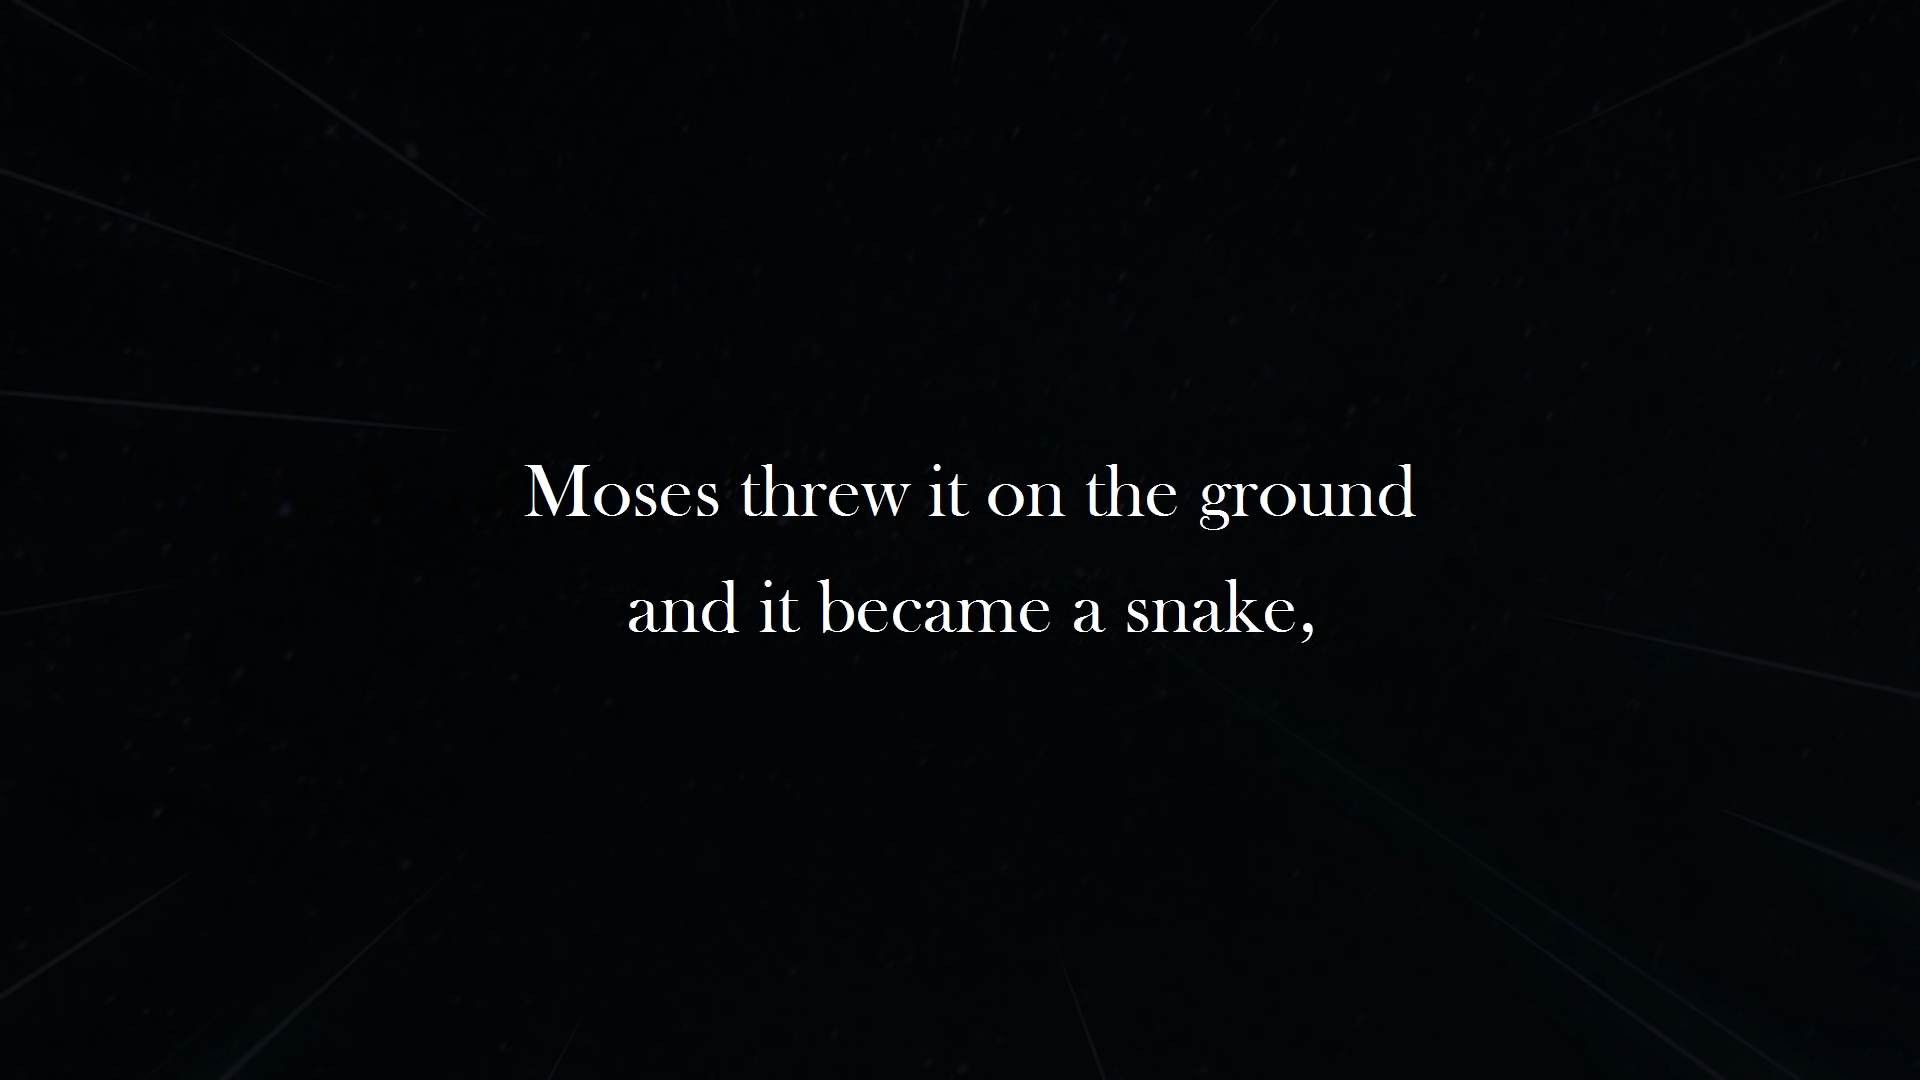 Moses threw it on the ground
and it became a snake,